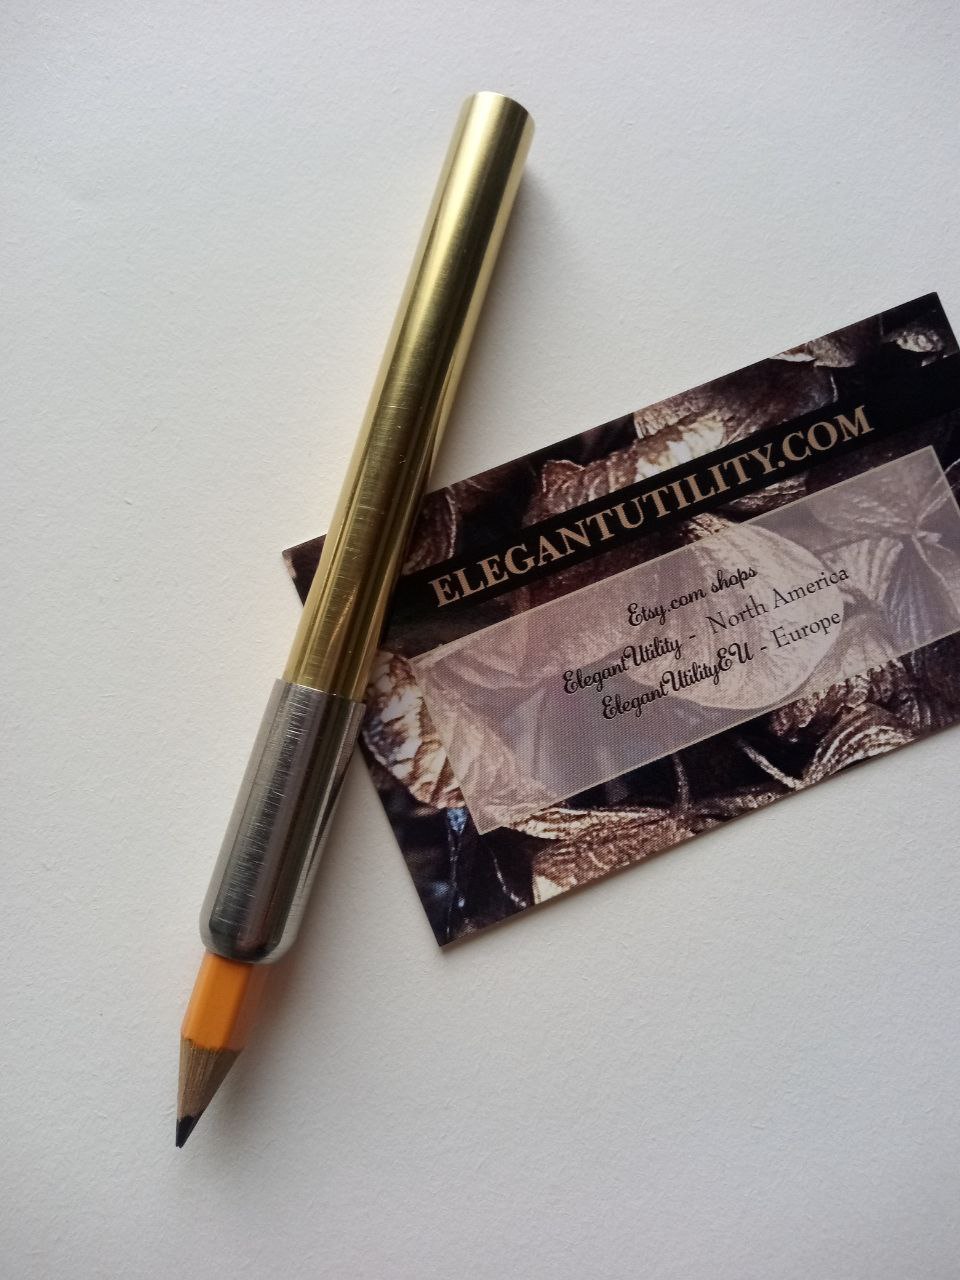 ELEGANTUTILITY.COM
Etsy.com shops
ElegantUtility - North America
ElegantUtilityEU - Europe